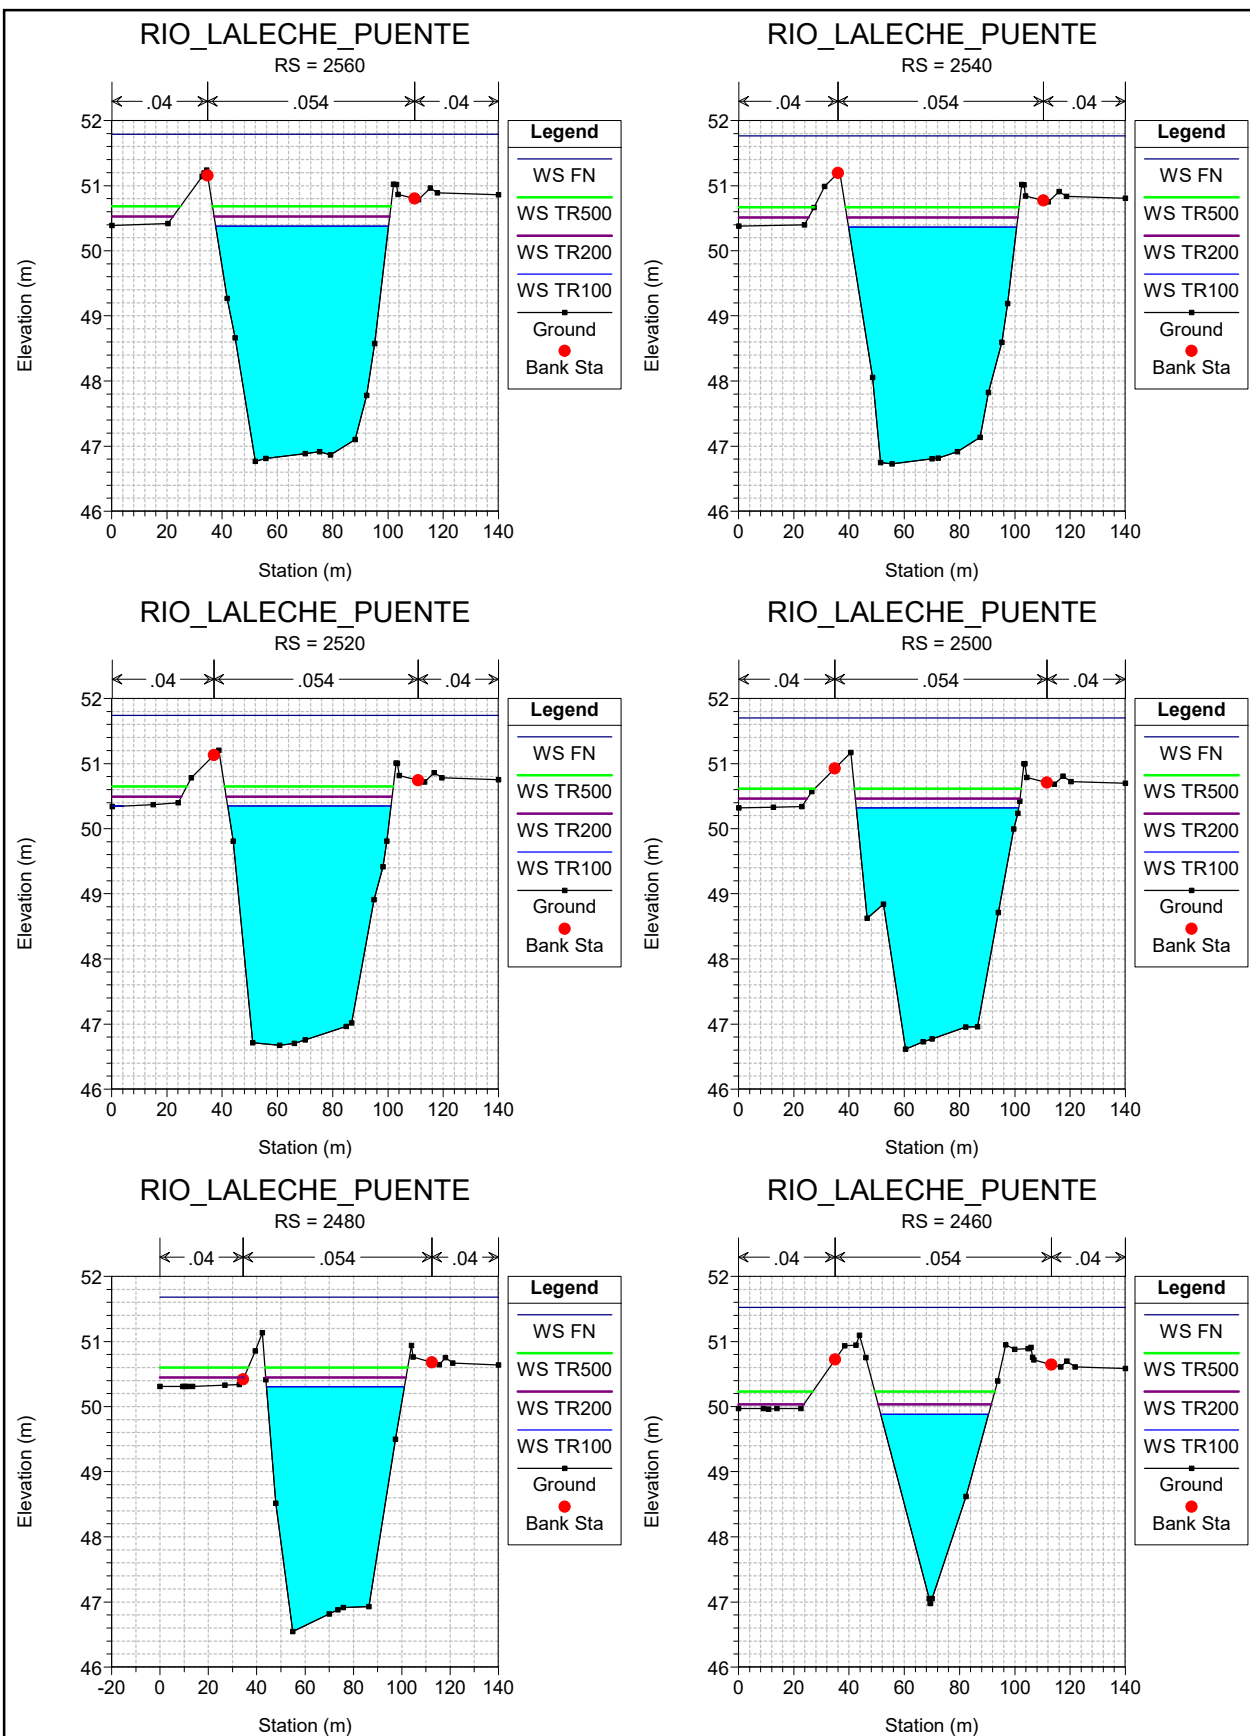 RIO_LALECHE_PUENTE
RS = 2560
.04 .054 .04
52
51
50
49
48
47
46
Elevation (m)
0 20 40 60 80 100 120 140
Station (m)
Legend
WS FN
WS TR500
WS TR200
WS TR100
Ground
Bank Sta
RIO_LALECHE_PUENTE
RS = 2540
.04 .054 .04
52
51
50
49
48
47
46
Elevation (m)
0 20 40 60 80 100 120 140
Station (m)
Legend
WS FN
WS TR500
WS TR200
WS TR100
Ground
Bank Sta
RIO_LALECHE_PUENTE
RS = 2520
.04 .054 .04
52
51
50
49
48
47
46
Elevation (m)
0 20 40 60 80 100 120 140
Station (m)
Legend
WS FN
WS TR500
WS TR200
WS TR100
Ground
Bank Sta
RIO_LALECHE_PUENTE
RS = 2500
.04 .054 .04
52
51
50
49
48
47
46
Elevation (m)
0 20 40 60 80 100 120 140
Station (m)
Legend
WS FN
WS TR500
WS TR200
WS TR100
Ground
Bank Sta
RIO_LALECHE_PUENTE
RS = 2480
.04 .054 .04
52
51
50
49
48
47
46
Elevation (m)
-20 0 20 40 60 80 100 120 140
Station (m)
Legend
WS FN
WS TR500
WS TR200
WS TR100
Ground
Bank Sta
RIO_LALECHE_PUENTE
RS = 2460
.04 .054 .04
52
51
50
49
48
47
46
Elevation (m)
0 20 40 60 80 100 120 140
Station (m)
Legend
WS FN
WS TR500
WS TR200
WS TR100
Ground
Bank Sta